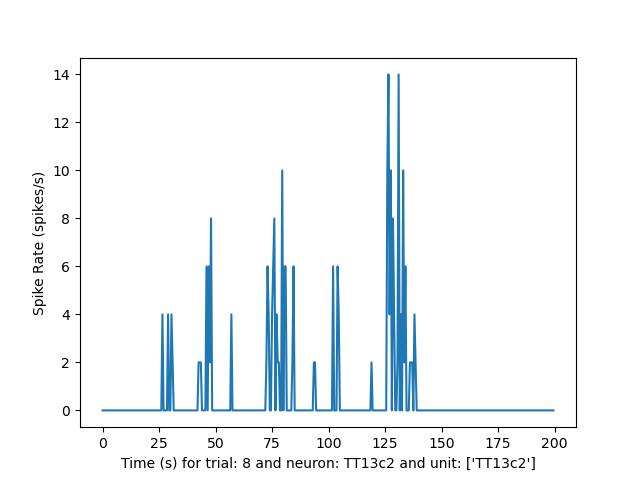 14
12
10
8
6
4
2
0
Spike Rate (spikes/s)
0 25 50 75 100 125 150 175 200
Time (s) for trial: 8 and neuron: TT13c2 and unit: ['TT13c2']